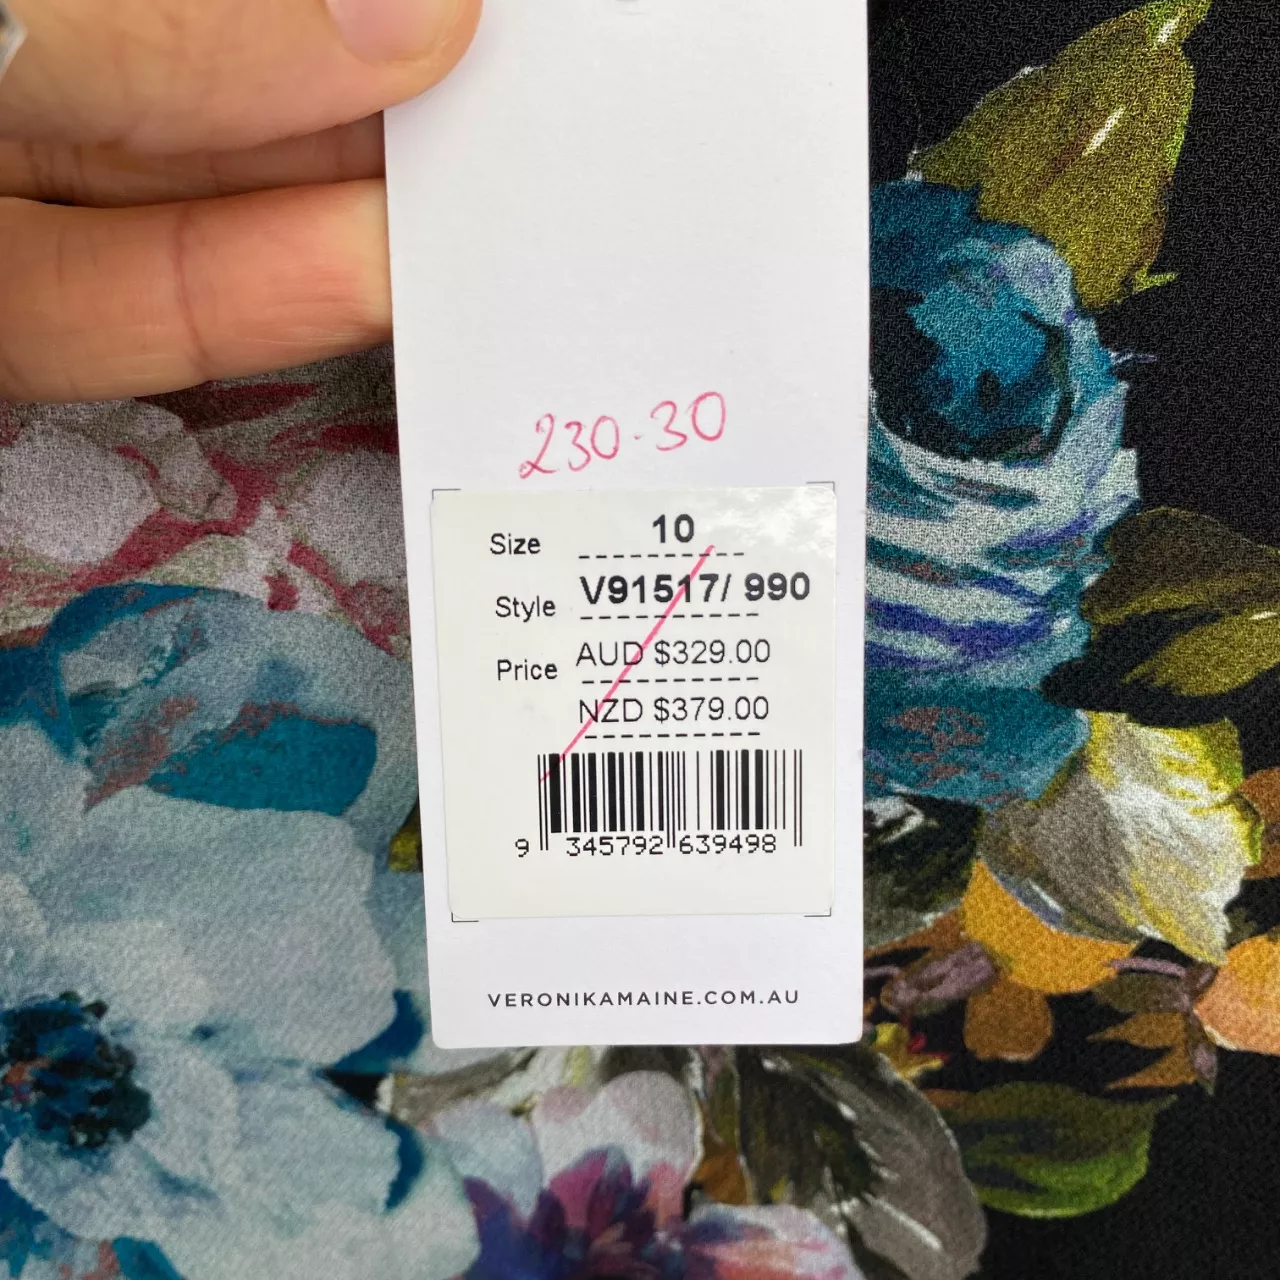 230.30
Size 10
Style V91517/ 990
Price AUD $329.00
NZD $379.00
9 345792 639498
VERONIKAMAINE.COM.AU